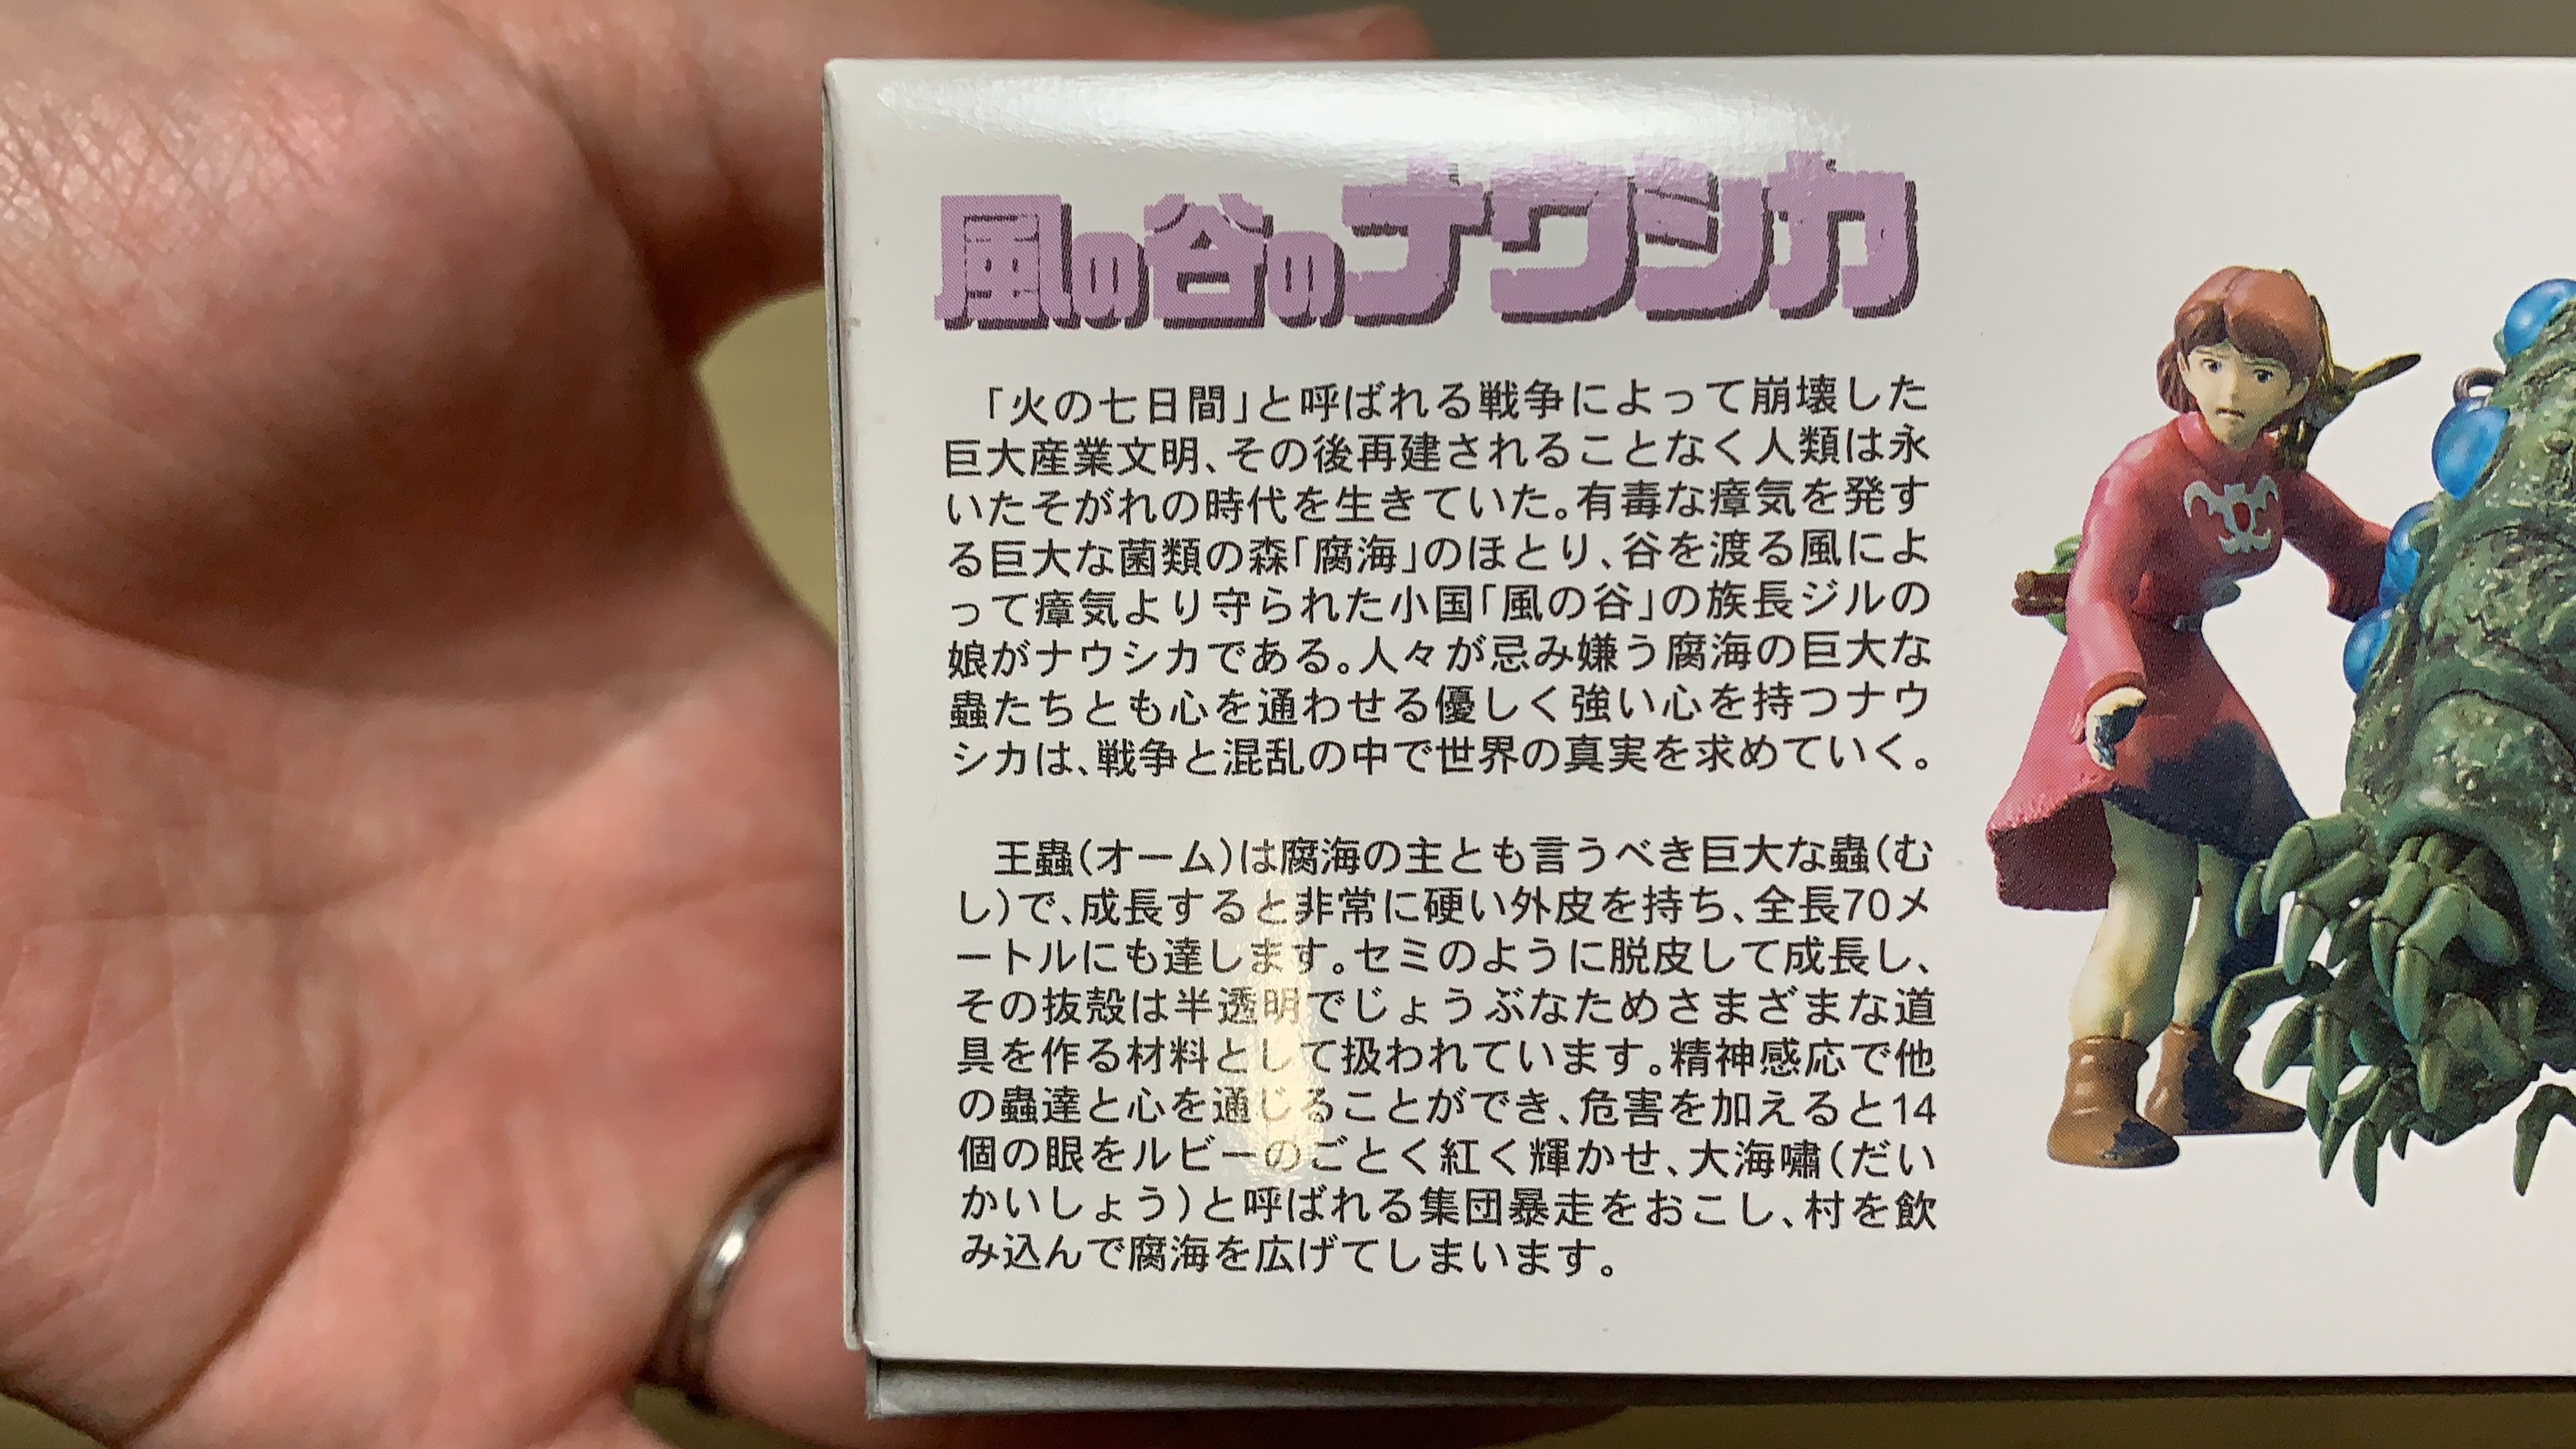 風の谷のナウシカ
「火の七日間」と呼ばれる戦争によって崩壊した
巨大産業文明、その後再建されることなく人類は永
いたそがれの時代を生きていた。有毒な瘴気を発す
る巨大な菌類の森「腐海」のほとり、谷を渡る風によ
って瘴気より守られた小国「風の谷」の族長ジルの
娘がナウシカである。人々が忌み嫌う腐海の巨大な
蟲たちとも心を通わせる優しく強い心を持つナウ
シカは、戦争と混乱の中で世界の真実を求めていく。
王蟲(オーム)は腐海の主とも言うべき巨大な蟲(む
し)で、成長すると非常に硬い外皮を持ち、全長70メ
ートルにも達します。セミのように脱皮して成長し、
その抜殻は半透明でじょうぶなためさまざまな道
具を作る材料として扱われています。精神感応で他
の蟲達と心を通じることができ、危害を加えると14
個の眼をルビーのごとく紅く輝かせ、大海嘯(だい
かいしょう)と呼ばれる集団暴走をおこし、村を飲
み込んで腐海を広げてしまいます。